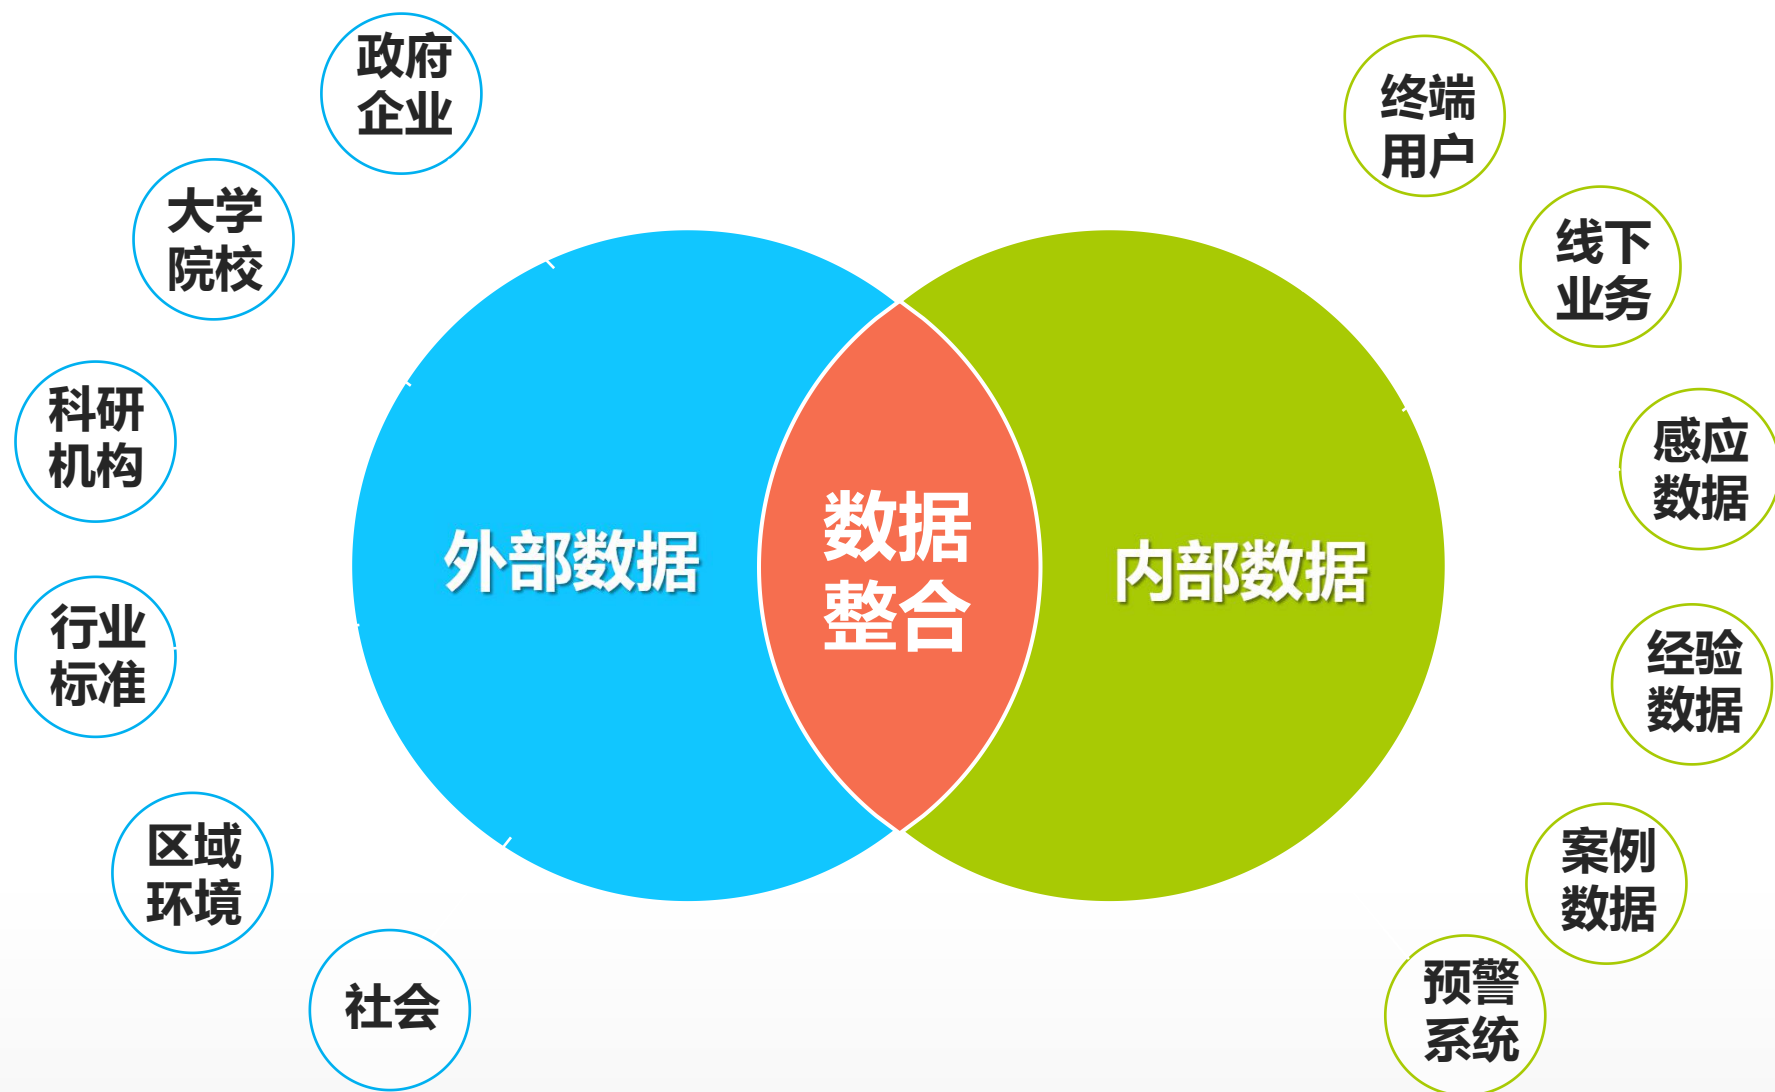 政府
企业
大学
院校
科研
机构
行业
标准
区域
环境
社会
外部数据
数据
整合
内部数据
终端
用户
线下
业务
感应
数据
经验
数据
案例
数据
预警
系统